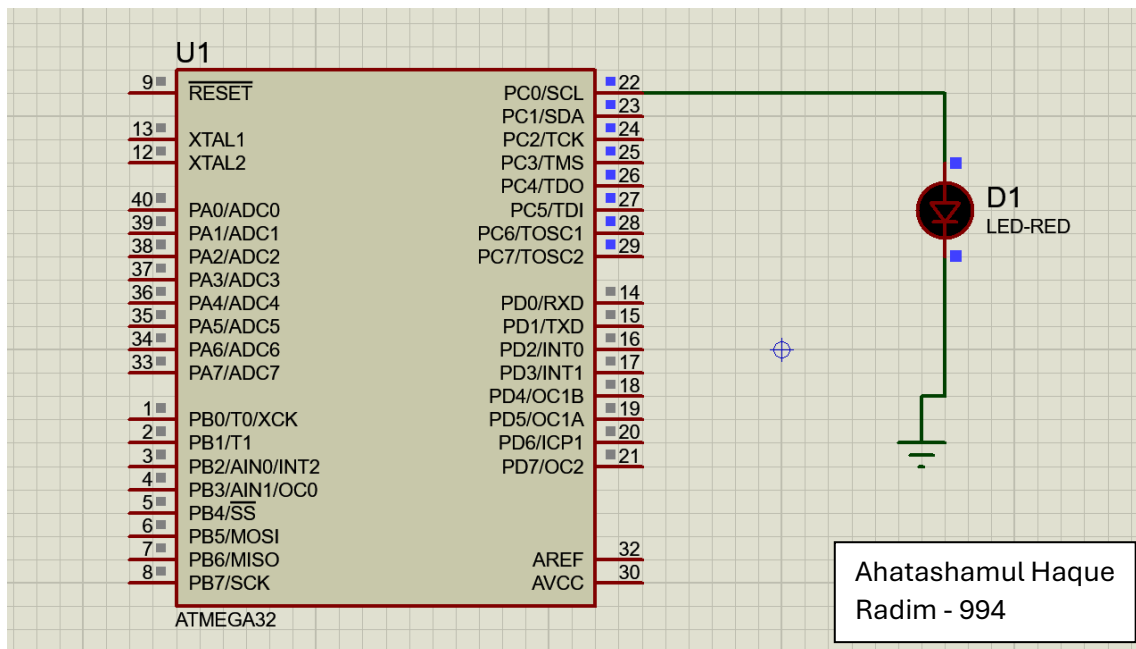 U1
9 RESET
13 XTAL1
12 XTAL2
40 PA0/ADC0
39 PA1/ADC1
38 PA2/ADC2
37 PA3/ADC3
36 PA4/ADC4
35 PA5/ADC5
34 PA6/ADC6
33 PA7/ADC7
1 PB0/T0/XCK
2 PB1/T1
3 PB2/AIN0/INT2
4 PB3/AIN1/OC0
5 PB4/SS
6 PB5/MOSI
7 PB6/MISO
8 PB7/SCK
PC0/SCL 22
PC1/SDA 23
PC2/TCK 24
PC3/TMS 25
PC4/TDO 26
PC5/TDI 27
PC6/TOSC1 28
PC7/TOSC2 29
PD0/RXD 14
PD1/TXD 15
PD2/INT0 16
PD3/INT1 17
PD4/OC1B 18
PD5/OC1A 19
PD6/ICP1 20
PD7/OC2 21
AREF 32
AVCC 30
ATMEGA32
D1
LED-RED
Ahatashamul Haque
Radim - 994